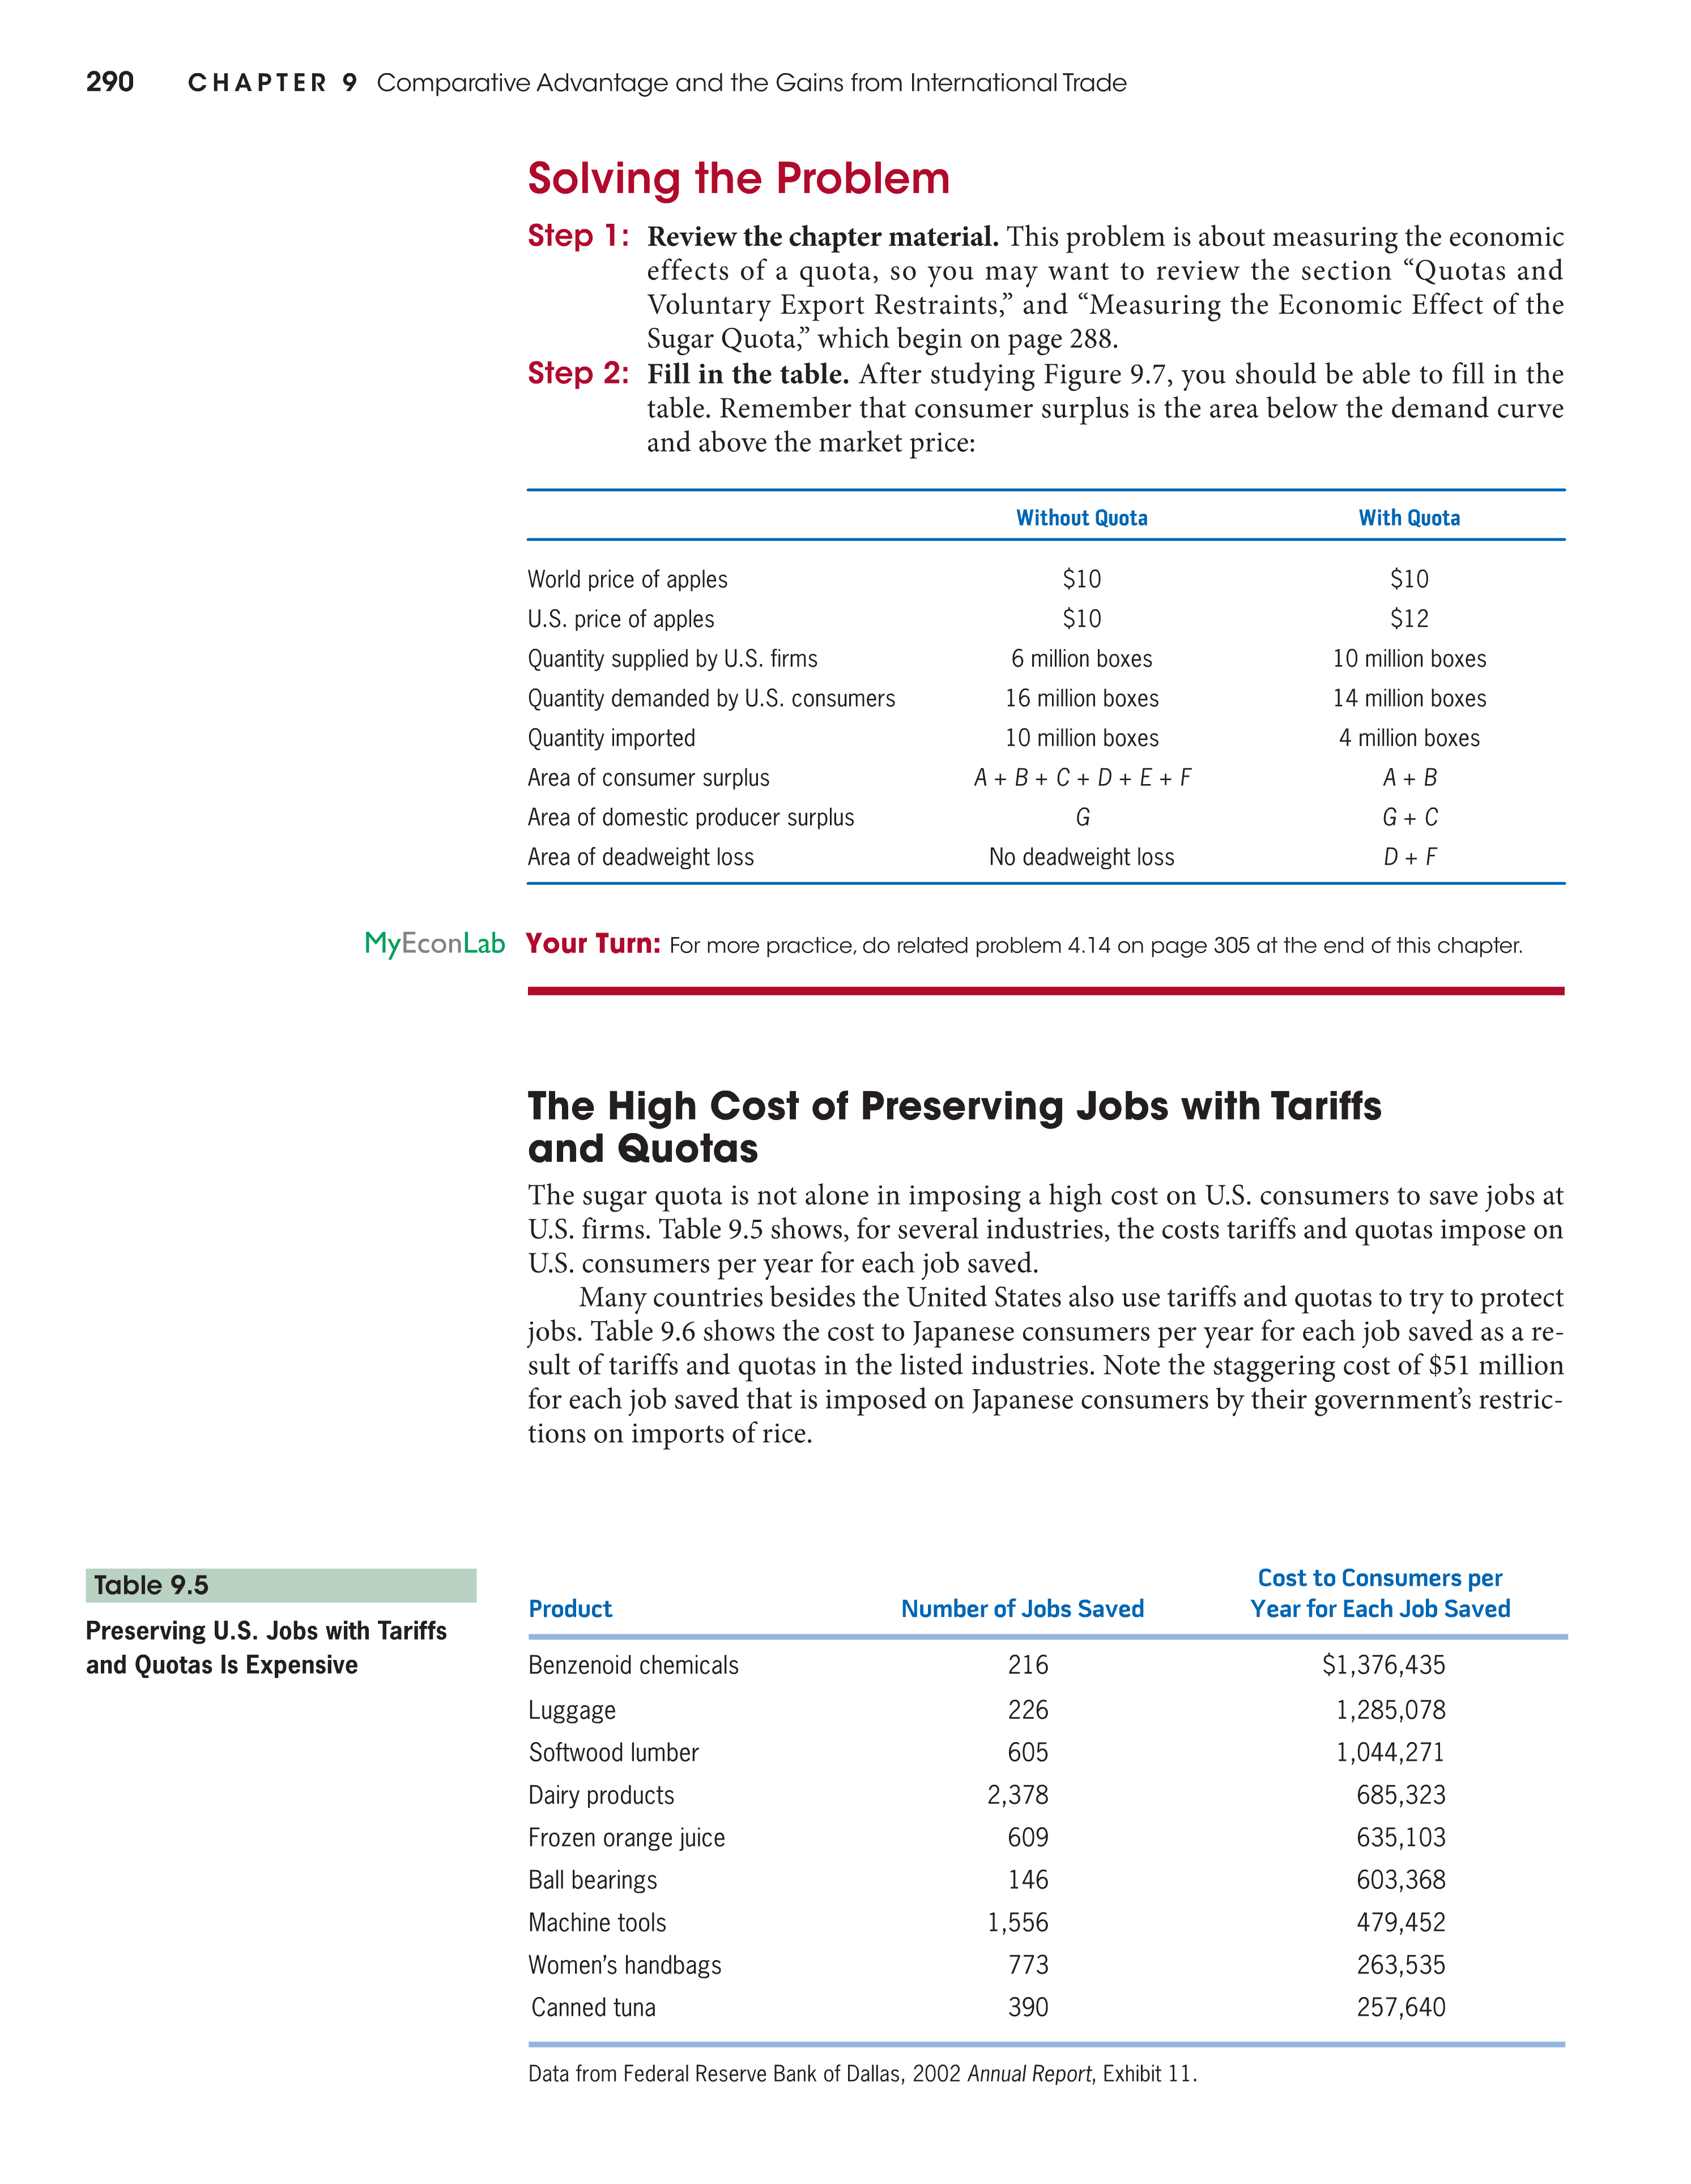 290 CHAPTER 9 Comparative Advantage and the Gains from International Trade
Solving the Problem
Step 1: Review the chapter material. This problem is about measuring the economic
effects of a quota, so you may want to review the section “Quotas and
Voluntary Export Restraints,” and “Measuring the Economic Effect of the
Sugar Quota,” which begin on page 288.
Step 2: Fill in the table. After studying Figure 9.7, you should be able to fill in the
table. Remember that consumer surplus is the area below the demand curve
and above the market price:
Without Quota With Quota
World price of apples $10 $10
U.S. price of apples $10 $12
Quantity supplied by U.S. firms 6 million boxes 10 million boxes
Quantity demanded by U.S. consumers 16 million boxes 14 million boxes
Quantity imported 10 million boxes 4 million boxes
Area of consumer surplus A + B + C + D + E + F A + B
Area of domestic producer surplus G G + C
Area of deadweight loss No deadweight loss D + F
MyEconLab Your Turn: For more practice, do related problem 4.14 on page 305 at the end of this chapter.
The High Cost of Preserving Jobs with Tariffs
and Quotas
The sugar quota is not alone in imposing a high cost on U.S. consumers to save jobs at
U.S. firms. Table 9.5 shows, for several industries, the costs tariffs and quotas impose on
U.S. consumers per year for each job saved.
Many countries besides the United States also use tariffs and quotas to try to protect
jobs. Table 9.6 shows the cost to Japanese consumers per year for each job saved as a re-
sult of tariffs and quotas in the listed industries. Note the staggering cost of $51 million
for each job saved that is imposed on Japanese consumers by their government’s restric-
tions on imports of rice.
Table 9.5
Preserving U.S. Jobs with Tariffs
and Quotas Is Expensive
Cost to Consumers per
Product Number of Jobs Saved Year for Each Job Saved
Benzenoid chemicals 216 $1,376,435
Luggage 226 1,285,078
Softwood lumber 605 1,044,271
Dairy products 2,378 685,323
Frozen orange juice 609 635,103
Ball bearings 146 603,368
Machine tools 1,556 479,452
Women’s handbags 773 263,535
Canned tuna 390 257,640
Data from Federal Reserve Bank of Dallas, 2002 Annual Report, Exhibit 11.